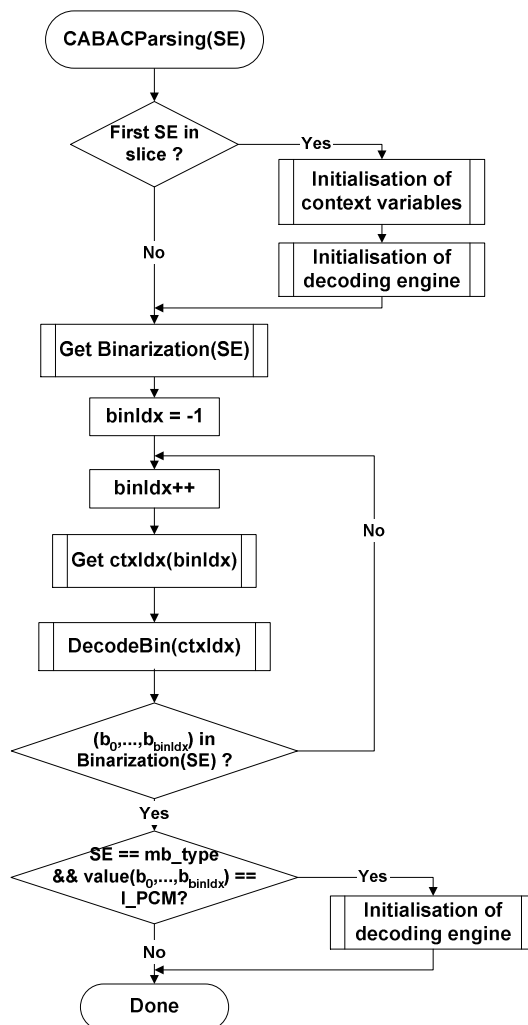 CABACParsing(SE)
First SE in
slice ?
Yes
Initialisation of
context variables
No
Initialisation of
decoding engine
Get Binarization(SE)
binIdx = -1
binIdx++
No
Get ctxIdx(binIdx)
DecodeBin(ctxIdx)
(b0,...,bbinIdx) in
Binarization(SE) ?
Yes
SE == mb_type
&& value(b0,...,bbinIdx) ==
I_PCM?
Yes
Initialisation of
decoding engine
No
Done